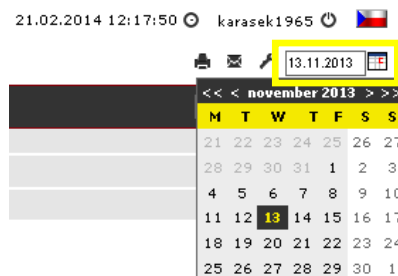 21.02.2014 12:17:50 karasek1965
13.11.2013
<< < november 2013 > >>
M T W T F S S
21 22 23 24 25 26 27
28 29 30 31 1 2 3
4 5 6 7 8 9 10
11 12 13 14 15 16 17
18 19 20 21 22 23 24
25 26 27 28 29 30 1